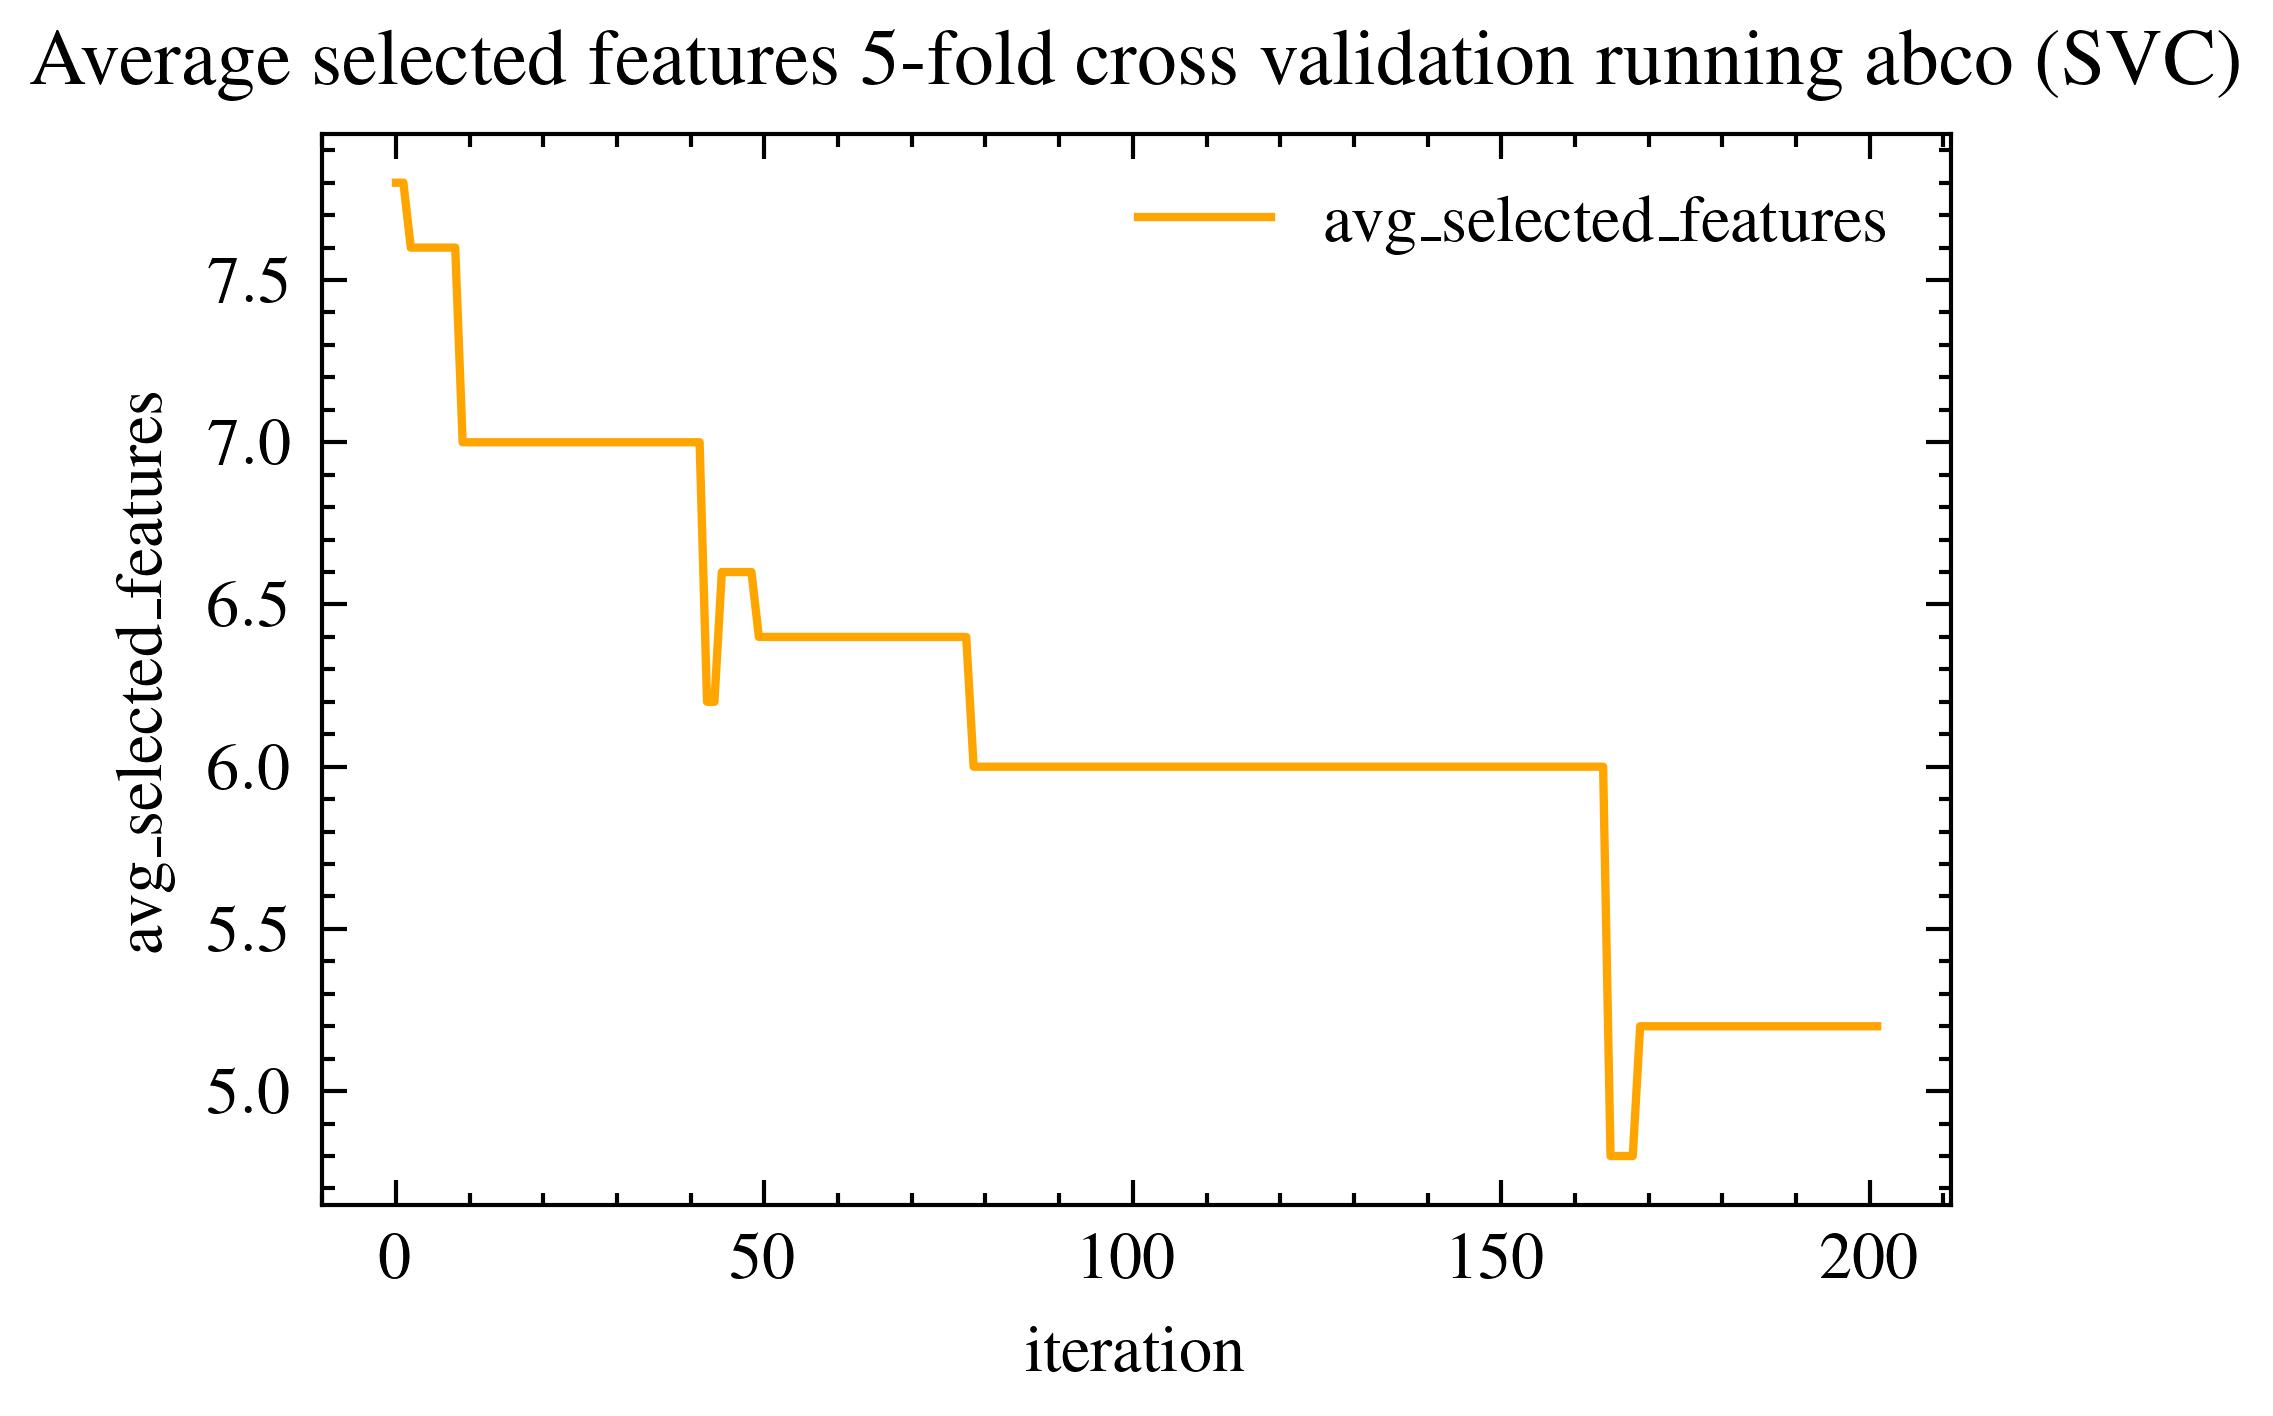 Average selected features 5-fold cross validation running abco (SVC)
avg_selected_features
avg_selected_features
7.5
7.0
6.5
6.0
5.5
5.0
0 50 100 150 200
iteration